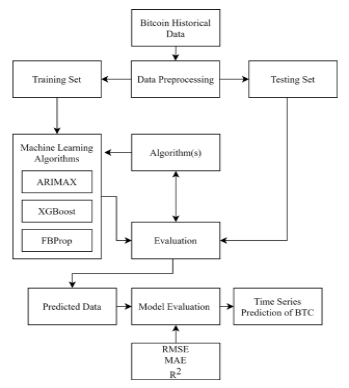 Bitcoin Historical
Data
Training Set
Data Preprocessing
Testing Set
Machine Learning
Algorithms
ARIMAX
XGBoost
FBProp
Algorithm(s)
Evaluation
Predicted Data
Model Evaluation
Time Series
Prediction of BTC
RMSE
MAE
R²